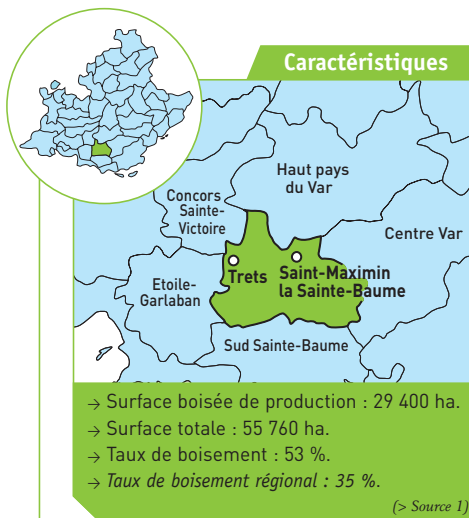 Caractéristiques
Haut pays
du Var
Concors
Sainte-
Victoire
Centre Var
Trets
Saint-Maximin
la Sainte-Baume
Etoile-
Garlaban
Sud Sainte-Baume
→ Surface boisée de production : 29 400 ha.
→ Surface totale : 55 760 ha.
→ Taux de boisement : 53 %.
→ Taux de boisement régional : 35 %.
(> Source 1)